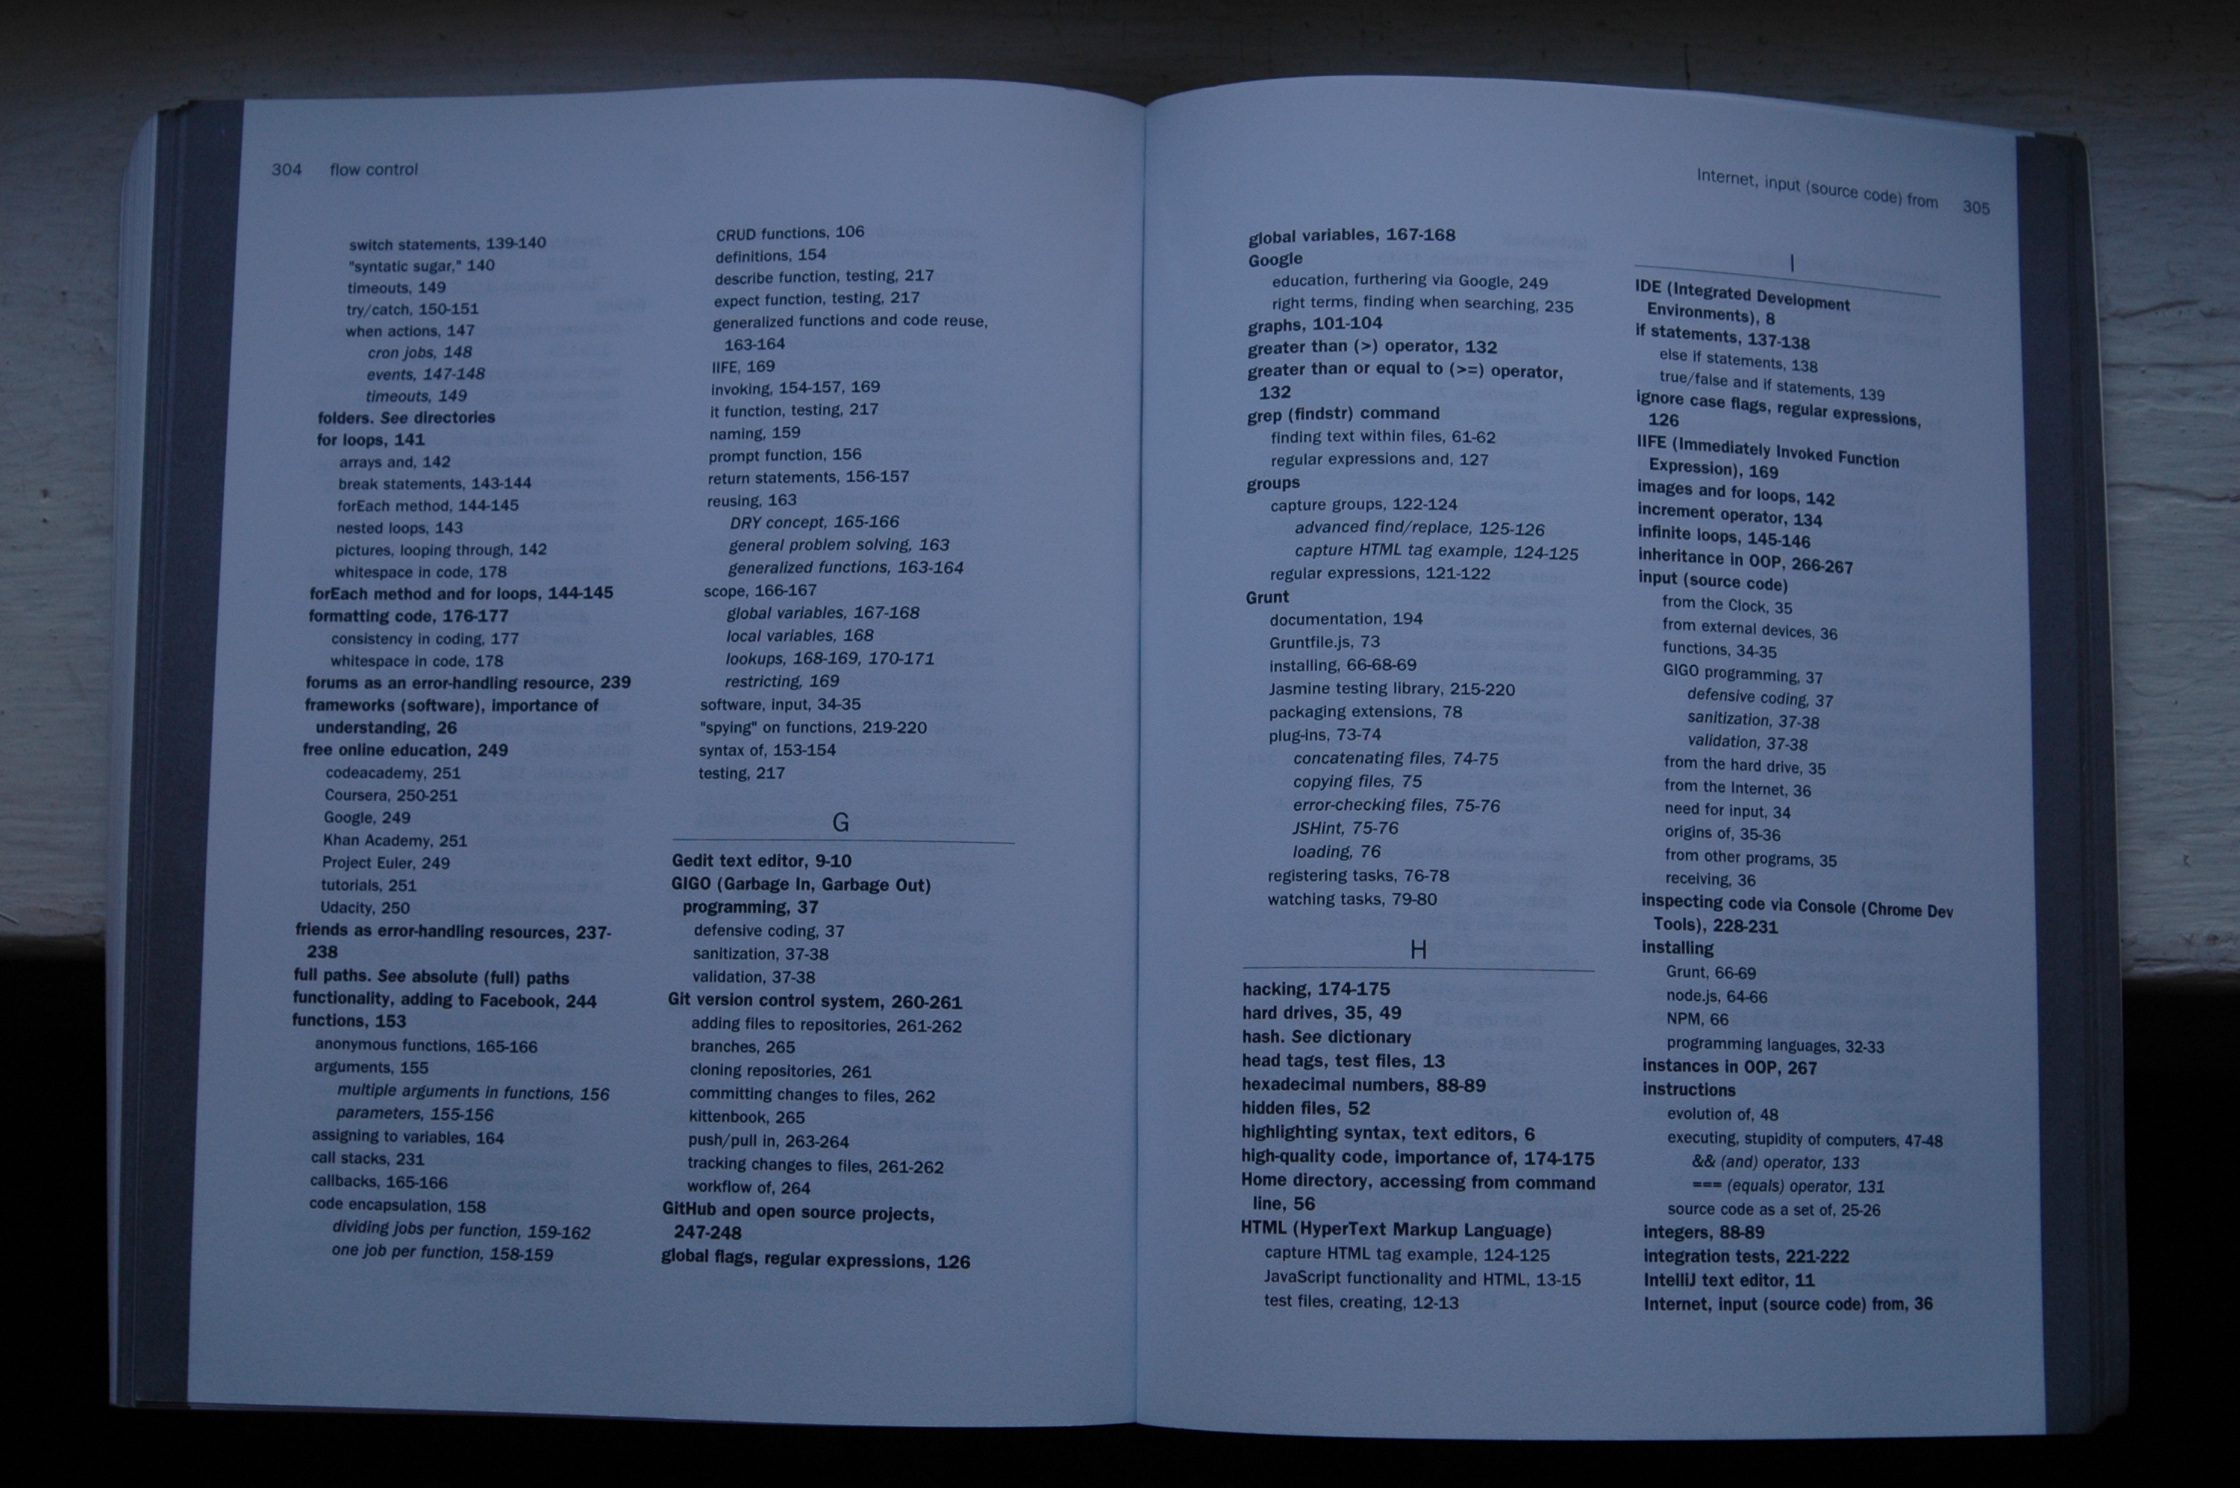 304 flow control
switch statements, 139-140
"syntatic sugar," 140
timeouts, 149
try/catch, 150-151
when actions, 147
cron jobs, 148
events, 147-148
timeouts, 149
folders. See directories
for loops, 141
arrays and, 142
break statements, 143-144
forEach method, 144-145
nested loops, 143
pictures, looping through, 142
whitespace in code, 178
forEach method and for loops, 144-145
formatting code, 176-177
consistency in coding, 177
whitespace in code, 178
forums as an error-handling resource, 239
frameworks (software), importance of
understanding, 26
free online education, 249
codeacademy, 251
Coursera, 250-251
Google, 249
Khan Academy, 251
Project Euler, 249
tutorials, 251
Udacity, 250
friends as error-handling resources, 237-
238
full paths. See absolute (full) paths
functionality, adding to Facebook, 244
functions, 153
anonymous functions, 165-166
arguments, 155
multiple arguments in functions, 156
parameters, 155-156
assigning to variables, 164
call stacks, 231
callbacks, 165-166
code encapsulation, 158
dividing jobs per function, 159-162
one job per function, 158-159
CRUD functions, 106
definitions, 154
describe function, testing, 217
expect function, testing, 217
generalized functions and code reuse,
163-164
IIFE, 169
invoking, 154-157, 169
it function, testing, 217
naming, 159
prompt function, 156
return statements, 156-157
reusing, 163
DRY concept, 165-166
general problem solving, 163
generalized functions, 163-164
scope, 166-167
global variables, 167-168
local variables, 168
lookups, 168-169, 170-171
restricting, 169
software, input, 34-35
"spying" on functions, 219-220
syntax of, 153-154
testing, 217
G
Gedit text editor, 9-10
GIGO (Garbage In, Garbage Out)
programming, 37
defensive coding, 37
sanitization, 37-38
validation, 37-38
Git version control system, 260-261
adding files to repositories, 261-262
branches, 265
cloning repositories, 261
committing changes to files, 262
kittenbook, 265
push/pull in, 263-264
tracking changes to files, 261-262
workflow of, 264
GitHub and open source projects,
247-248
global flags, regular expressions, 126
Internet, input (source code) from 305
global variables, 167-168
Google
education, furthering via Google, 249
right terms, finding when searching, 235
graphs, 101-104
greater than (>) operator, 132
greater than or equal to (>=) operator,
132
grep (findstr) command
finding text within files, 61-62
regular expressions and, 127
groups
capture groups, 122-124
advanced find/replace, 125-126
capture HTML tag example, 124-125
regular expressions, 121-122
Grunt
documentation, 194
Gruntfile.js, 73
installing, 66-68-69
Jasmine testing library, 215-220
packaging extensions, 78
plug-ins, 73-74
concatenating files, 74-75
copying files, 75
error-checking files, 75-76
JSHint, 75-76
loading, 76
registering tasks, 76-78
watching tasks, 79-80
H
hacking, 174-175
hard drives, 35, 49
hash. See dictionary
head tags, test files, 13
hexadecimal numbers, 88-89
hidden files, 52
highlighting syntax, text editors, 6
high-quality code, importance of, 174-175
Home directory, accessing from command
line, 56
HTML (HyperText Markup Language)
capture HTML tag example, 124-125
JavaScript functionality and HTML, 13-15
test files, creating, 12-13
I
IDE (Integrated Development
Environments), 8
if statements, 137-138
else if statements, 138
true/false and if statements, 139
ignore case flags, regular expressions,
126
IIFE (Immediately Invoked Function
Expression), 169
images and for loops, 142
increment operator, 134
infinite loops, 145-146
inheritance in OOP, 266-267
input (source code)
from the Clock, 35
from external devices, 36
functions, 34-35
GIGO programming, 37
defensive coding, 37
sanitization, 37-38
validation, 37-38
from the hard drive, 35
from the Internet, 36
need for input, 34
origins of, 35-36
from other programs, 35
receiving, 36
inspecting code via Console (Chrome Dev
Tools), 228-231
installing
Grunt, 66-69
node.js, 64-66
NPM, 66
programming languages, 32-33
instances in OOP, 267
instructions
evolution of, 48
executing, stupidity of computers, 47-48
&& (and) operator, 133
=== (equals) operator, 131
source code as a set of, 25-26
integers, 88-89
integration tests, 221-222
IntelliJ text editor, 11
Internet, input (source code) from, 36